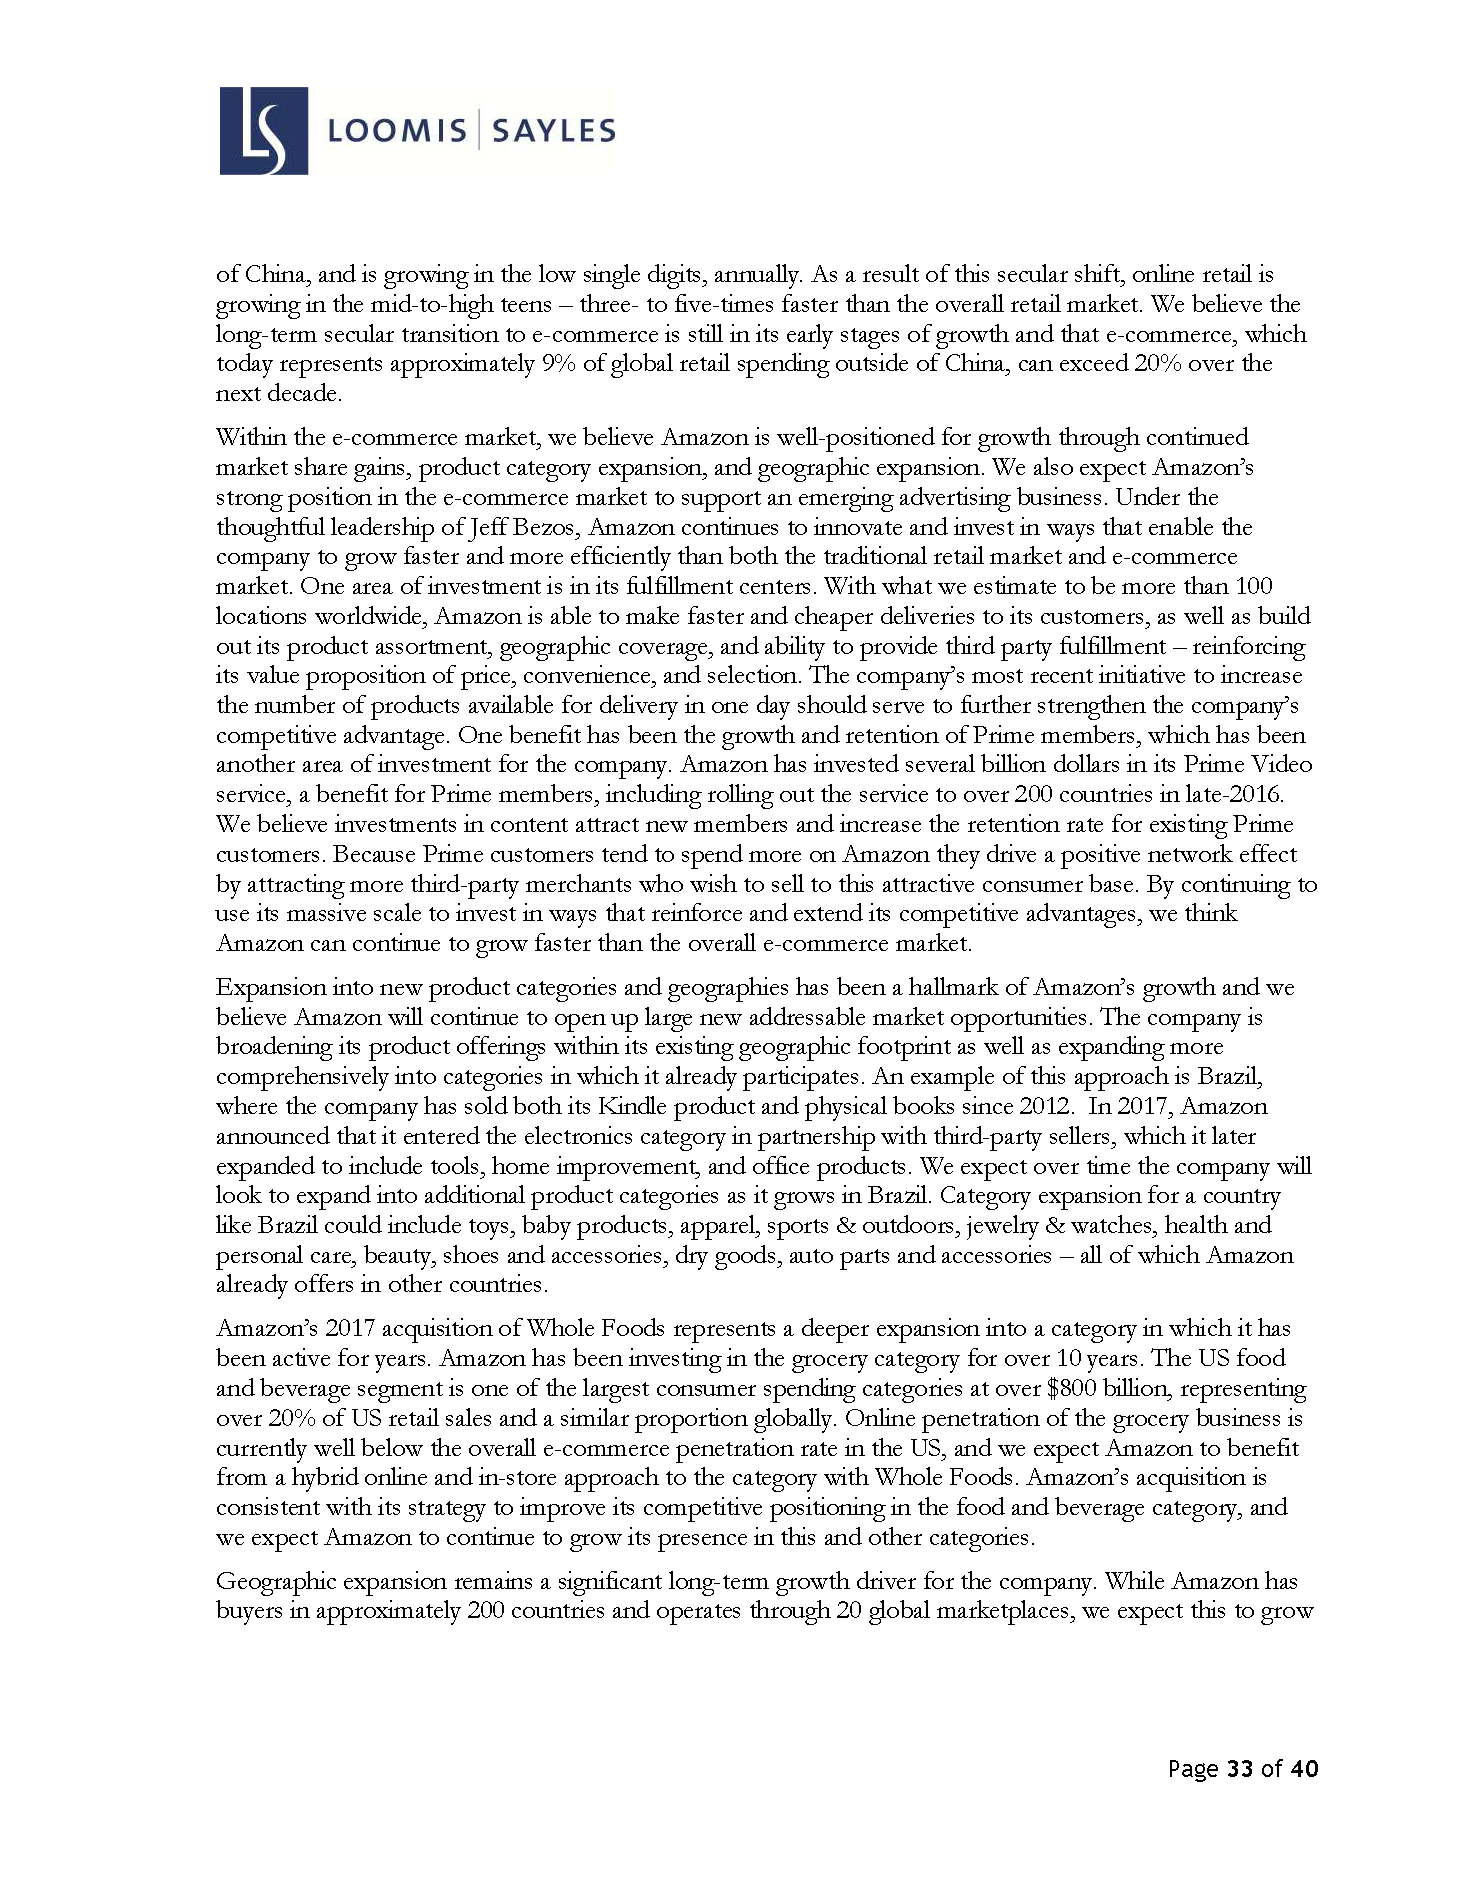 LS LOOMIS | SAYLES
of China, and is growing in the low single digits, annually. As a result of this secular shift, online retail is
growing in the mid-to-high teens – three- to five-times faster than the overall retail market. We believe the
long-term secular transition to e-commerce is still in its early stages of growth and that e-commerce, which
today represents approximately 9% of global retail spending outside of China, can exceed 20% over the
next decade.
Within the e-commerce market, we believe Amazon is well-positioned for growth through continued
market share gains, product category expansion, and geographic expansion. We also expect Amazon’s
strong position in the e-commerce market to support an emerging advertising business. Under the
thoughtful leadership of Jeff Bezos, Amazon continues to innovate and invest in ways that enable the
company to grow faster and more efficiently than both the traditional retail market and e-commerce
market. One area of investment is in its fulfillment centers. With what we estimate to be more than 100
locations worldwide, Amazon is able to make faster and cheaper deliveries to its customers, as well as build
out its product assortment, geographic coverage, and ability to provide third party fulfillment – reinforcing
its value proposition of price, convenience, and selection. The company’s most recent initiative to increase
the number of products available for delivery in one day should serve to further strengthen the company’s
competitive advantage. One benefit has been the growth and retention of Prime members, which has been
another area of investment for the company. Amazon has invested several billion dollars in its Prime Video
service, a benefit for Prime members, including rolling out the service to over 200 countries in late-2016.
We believe investments in content attract new members and increase the retention rate for existing Prime
customers. Because Prime customers tend to spend more on Amazon they drive a positive network effect
by attracting more third-party merchants who wish to sell to this attractive consumer base. By continuing to
use its massive scale to invest in ways that reinforce and extend its competitive advantages, we think
Amazon can continue to grow faster than the overall e-commerce market.
Expansion into new product categories and geographies has been a hallmark of Amazon’s growth and we
believe Amazon will continue to open up large new addressable market opportunities. The company is
broadening its product offerings within its existing geographic footprint as well as expanding more
comprehensively into categories in which it already participates. An example of this approach is Brazil,
where the company has sold both its Kindle product and physical books since 2012. In 2017, Amazon
announced that it entered the electronics category in partnership with third-party sellers, which it later
expanded to include tools, home improvement, and office products. We expect over time the company will
look to expand into additional product categories as it grows in Brazil. Category expansion for a country
like Brazil could include toys, baby products, apparel, sports & outdoors, jewelry & watches, health and
personal care, beauty, shoes and accessories, dry goods, auto parts and accessories – all of which Amazon
already offers in other countries.
Amazon’s 2017 acquisition of Whole Foods represents a deeper expansion into a category in which it has
been active for years. Amazon has been investing in the grocery category for over 10 years. The US food
and beverage segment is one of the largest consumer spending categories at over $800 billion, representing
over 20% of US retail sales and a similar proportion globally. Online penetration of the grocery business is
currently well below the overall e-commerce penetration rate in the US, and we expect Amazon to benefit
from a hybrid online and in-store approach to the category with Whole Foods. Amazon’s acquisition is
consistent with its strategy to improve its competitive positioning in the food and beverage category, and
we expect Amazon to continue to grow its presence in this and other categories.
Geographic expansion remains a significant long-term growth driver for the company. While Amazon has
buyers in approximately 200 countries and operates through 20 global marketplaces, we expect this to grow
Page 33 of 40